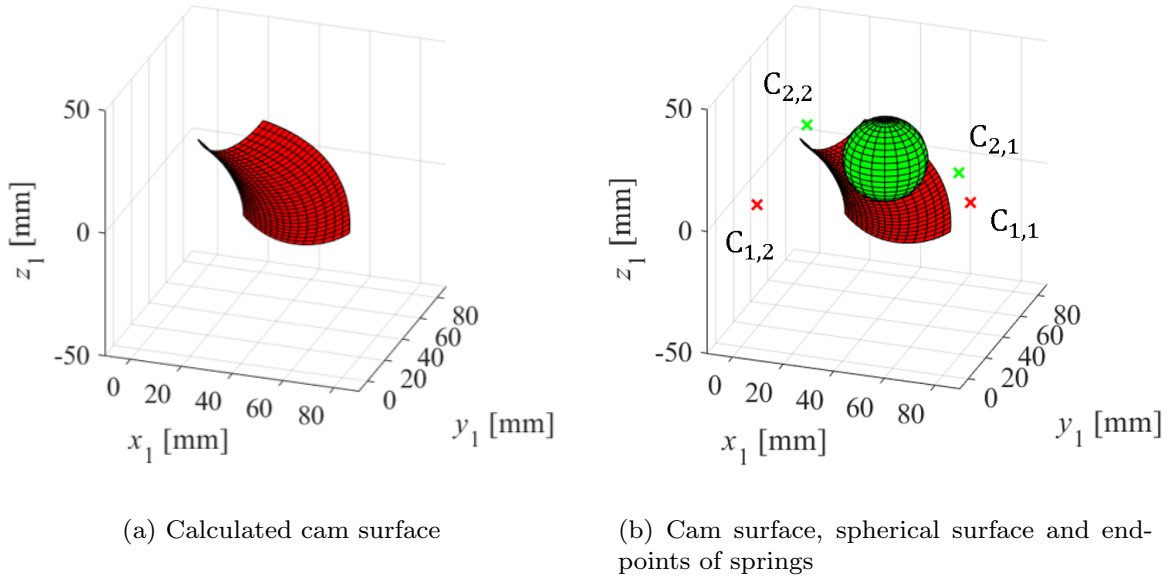 50
0
-50
z1 [mm]
0
20
40
60
80
x1 [mm]
0
20
40
60
80
y1 [mm]
(a) Calculated cam surface
50
0
-50
z1 [mm]
C2,2
C2,1
C1,2
C1,1
0
20
40
60
80
x1 [mm]
0
20
40
60
80
y1 [mm]
(b) Cam surface, spherical surface and end-
points of springs